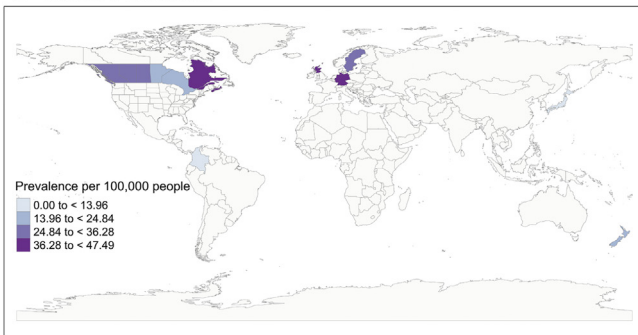 Prevalence per 100,000 people
0.00 to < 13.96
13.96 to < 24.84
24.84 to < 36.28
36.28 to < 47.49